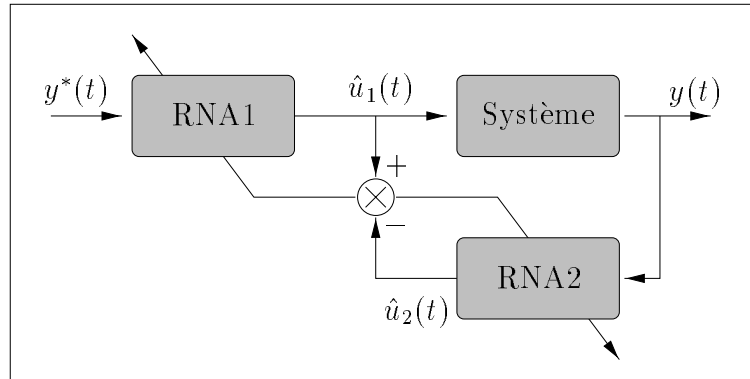 y*(t)
RNA1
û₁(t)
Système
y(t)
+
−
RNA2
û₂(t)